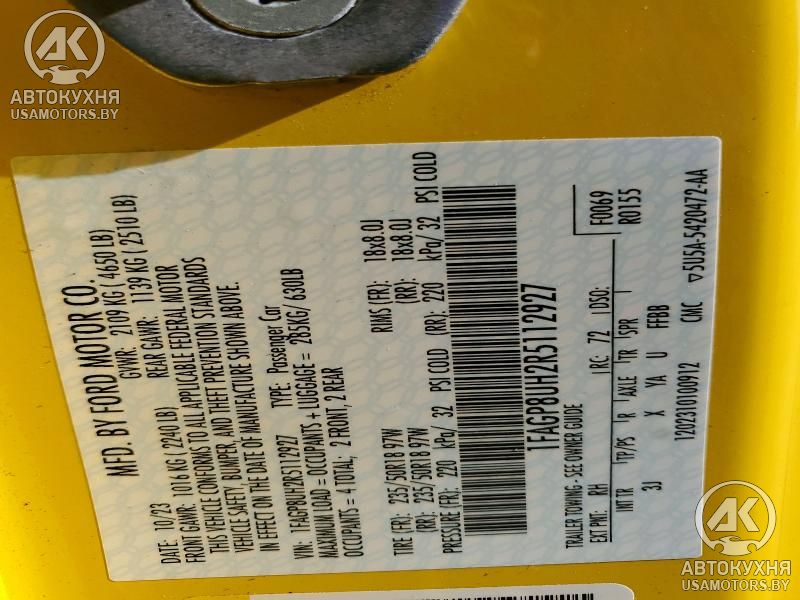 AK
АВТОКУХНЯ
USAMOTORS.BY
MFD. BY FORD MOTOR CO.
DATE: 10/23 GVWR: 2109 KG ( 4650 LB)
FRONT GAWR: 1016 KG ( 2240 LB) REAR GAWR: 1139 KG ( 2510 LB)
THIS VEHICLE CONFORMS TO ALL APPLICABLE FEDERAL MOTOR
VEHICLE SAFETY, BUMPER, AND THEFT PREVENTION STANDARDS
IN EFFECT ON THE DATE OF MANUFACTURE SHOWN ABOVE.
VIN: 1FAGP8UH2R5112927 TYPE: Passenger Car
MAXIMUM LOAD = OCCUPANTS + LUGGAGE = 285KG/ 630LB
OCCUPANTS = 4 TOTAL; 2 FRONT, 2 REAR
TIRE (FR): 235/50R18 97W RIMS (FR): 18x8.0J
(RR): 235/50R18 97W (RR): 18x8.0J
PRESSURE (FR): 220 kPa/ 32 PSI COLD (RR): 220 kPa/ 32 PSI COLD
1FAGP8UH2R5112927
TRAILER TOWING - SEE OWNER GUIDE
F0069
EXT PNT: RH RC: 72 DSO: R0155
INT TR TP/PS R AXLE TR SPR
3J X YA U FFBB
120231010091​2 CMC ▽5U5A-5420472-AA
AK
АВТОКУХНЯ
USAMOTORS.BY